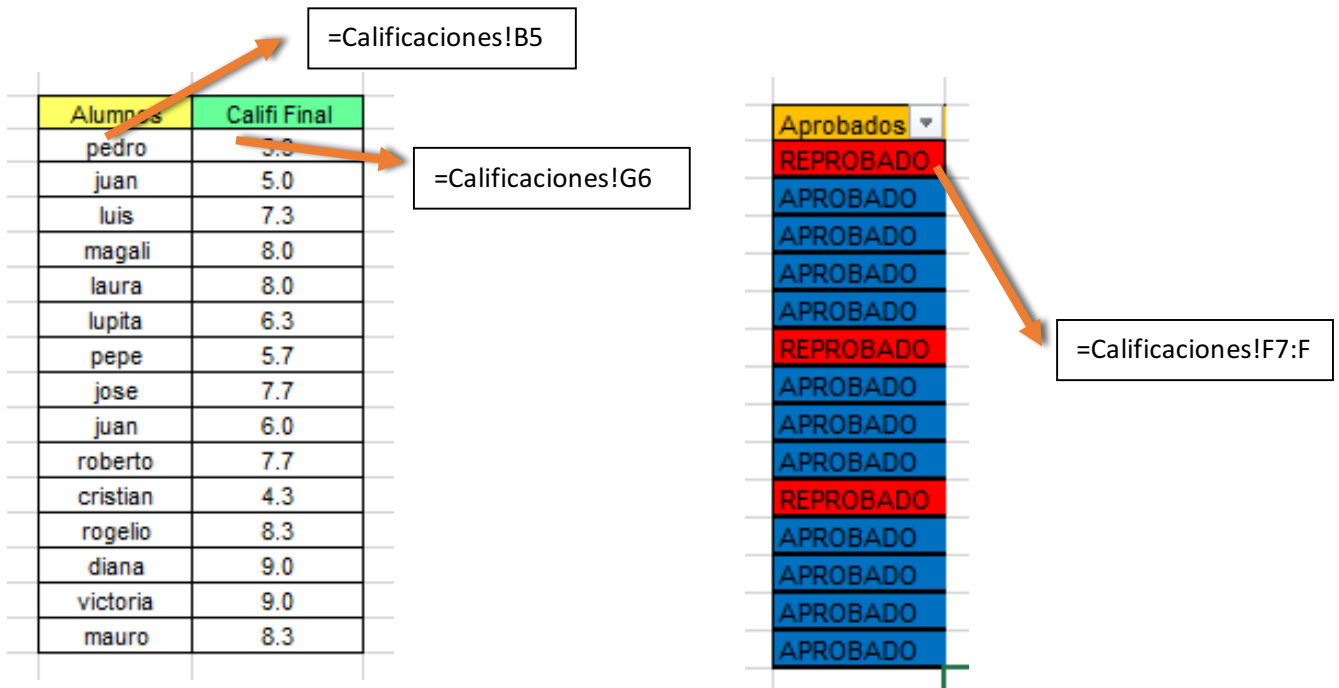 =Calificaciones!B5
Alumnos Califi Final
pedro
juan 5.0
luis 7.3
magali 8.0
laura 8.0
lupita 6.3
pepe 5.7
jose 7.7
juan 6.0
roberto 7.7
cristian 4.3
rogelio 8.3
diana 9.0
victoria 9.0
mauro 8.3
=Calificaciones!G6
Aprobados
REPROBADO
APROBADO
APROBADO
APROBADO
APROBADO
REPROBADO
APROBADO
APROBADO
APROBADO
REPROBADO
APROBADO
APROBADO
APROBADO
APROBADO
=Calificaciones!F7:F